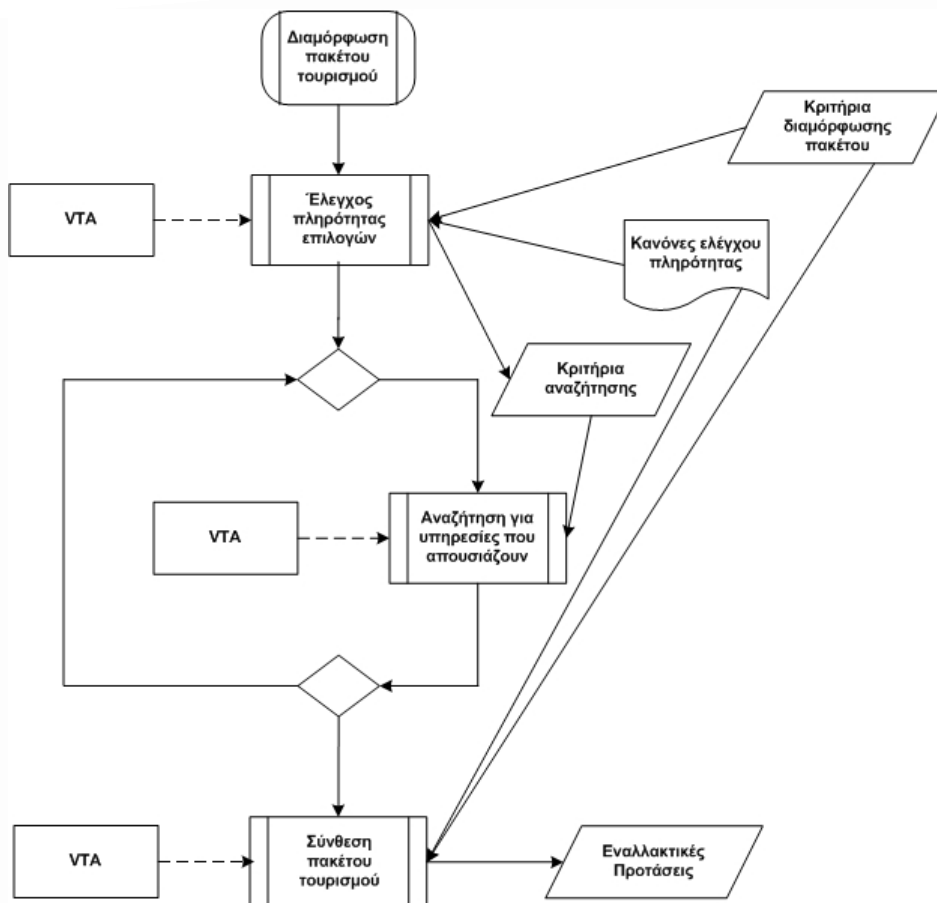 Διαμόρφωση
πακέτου
τουρισμού
Κριτήρια
διαμόρφωσης
πακέτου
VTA
Έλεγχος
πληρότητας
επιλογών
Κανόνες ελέγχου
πληρότητας
Κριτήρια
αναζήτησης
VTA
Αναζήτηση για
υπηρεσίες που
απουσιάζουν
VTA
Σύνθεση
πακέτου
τουρισμού
Εναλλακτικές
Προτάσεις